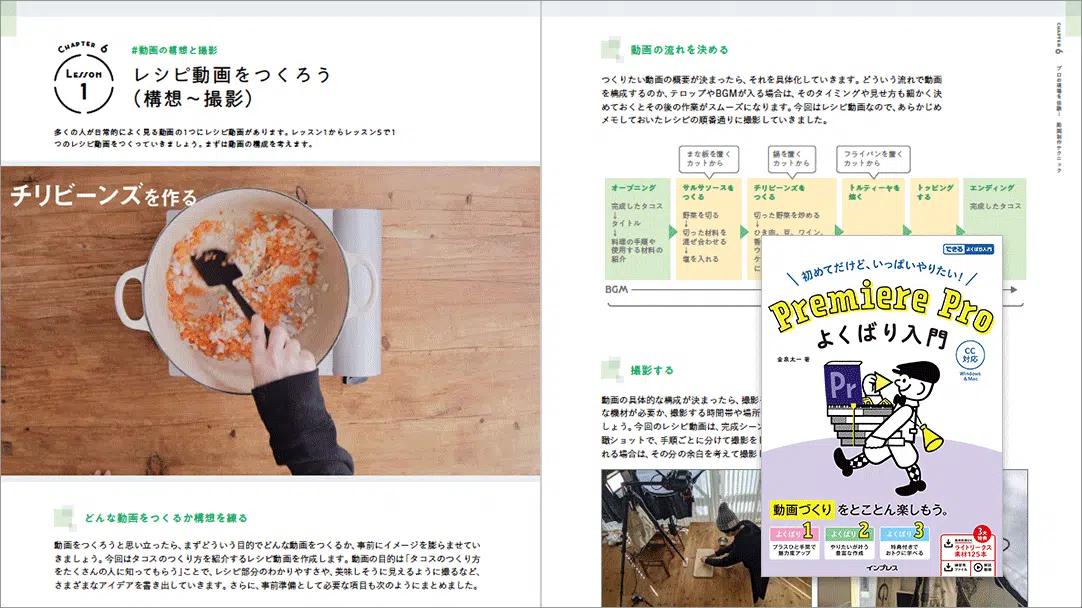 CHAPTER 6
LESSON
1
#動画の構想と撮影
レシピ動画をつくろう
（構想～撮影）
多くの人が日常的によく見る動画の1つにレシピ動画があります。レッスン1からレッスン5で1
つのレシピ動画をつくっていきましょう。まずは動画の構成を考えます。
チリビーンズを作る
どんな動画をつくるか構想を練る
動画をつくろうと思い立ったら、まずどういう目的でどんな動画をつくるか、事前にイメージを膨らませてい
きましょう。今回はタコスのつくり方を紹介するレシピ動画を作成します。動画の目的は「タコスのつくり方
をたくさんの人に知ってもらう」ことで、レシピ部分のわかりやすさや、美味しそうに見えるように撮るなど、
さまざまなアイデアを書き出していきます。さらに、事前準備として必要な項目も次のようにまとめました。
動画の流れを決める
つくりたい動画の概要が決まったら、それを具体化していきます。どういう流れで動画
を構成するのか、テロップやBGMが入る場合は、そのタイミングや見せ方も細かく決
めておくとその後の作業がスムーズになります。今回はレシピ動画なので、あらかじめ
メモしておいたレシピの順番通りに撮影していきました。
まな板を置く
カットから
鍋を置く
カットから
フライパンを置く
カットから
オープニング
完成したタコス
↓
タイトル
↓
料理の手順や
使用する材料の
紹介
サルサソースを
つくる
野菜を切る
↓
切った材料を
混ぜ合わせる
↓
塩を入れる
チリビーンズを
つくる
切った野菜を炒める
↓
ひき肉、豆、ワイン、
トルティーヤを
焼く
トッピング
する
エンディング
完成したタコス
BGM
撮影する
動画の具体的な構成が決まったら、撮影
な機材が必要か、撮影する時間帯や場所
しょう。今回のレシピ動画は、完成シーン
瞰ショットで、手順ごとに分けて撮影を
れる場合は、その分の余白を考えて撮影
CHAPTER 6
できる よくばり入門
初めてだけど、いっぱいやりたい！
Premiere Pro
よくばり入門
金泉太一 著
CC
対応
Windows
& Mac
Pr
動画づくりをとことん楽しもう。
よくばり1
プラスひと手間で
魅力度アップ
よくばり2
やりたいが叶う
豊富な作例
よくばり3
特典付きで
おトクに学べる
3大
特典
ライトリークス
素材125本
練習用
ファイル
解説
動画
インプレス